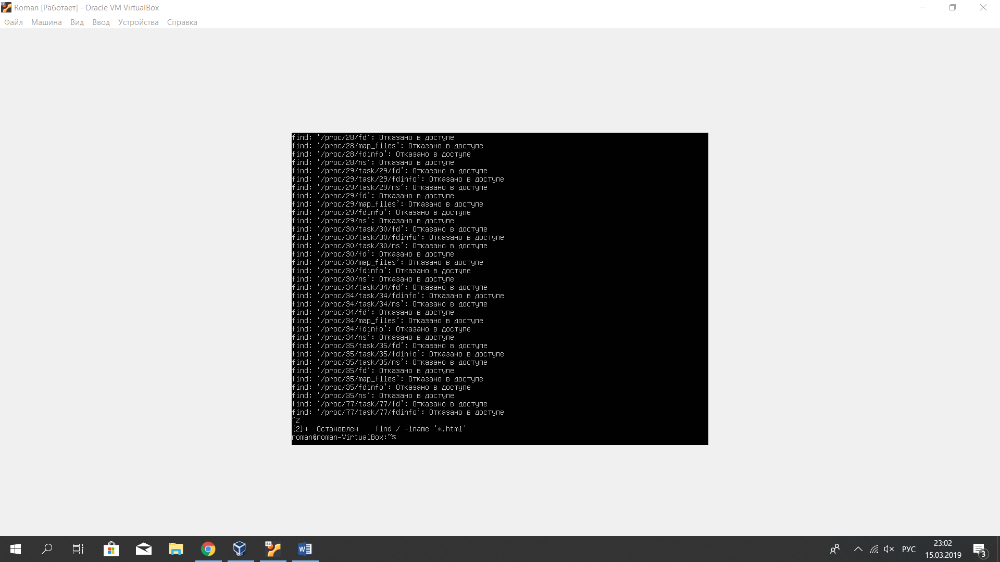 Roman [Работает] - Oracle VM VirtualBox
Файл Машина Вид Ввод Устройства Справка
find: ‘/proc/28/fd’: Отказано в доступе
find: ‘/proc/28/map_files’: Отказано в доступе
find: ‘/proc/28/fdinfo’: Отказано в доступе
find: ‘/proc/28/ns’: Отказано в доступе
find: ‘/proc/29/task/29/fd’: Отказано в доступе
find: ‘/proc/29/task/29/fdinfo’: Отказано в доступе
find: ‘/proc/29/task/29/ns’: Отказано в доступе
find: ‘/proc/29/fd’: Отказано в доступе
find: ‘/proc/29/map_files’: Отказано в доступе
find: ‘/proc/29/fdinfo’: Отказано в доступе
find: ‘/proc/29/ns’: Отказано в доступе
find: ‘/proc/30/task/30/fd’: Отказано в доступе
find: ‘/proc/30/task/30/fdinfo’: Отказано в доступе
find: ‘/proc/30/task/30/ns’: Отказано в доступе
find: ‘/proc/30/fd’: Отказано в доступе
find: ‘/proc/30/map_files’: Отказано в доступе
find: ‘/proc/30/fdinfo’: Отказано в доступе
find: ‘/proc/30/ns’: Отказано в доступе
find: ‘/proc/34/task/34/fd’: Отказано в доступе
find: ‘/proc/34/task/34/fdinfo’: Отказано в доступе
find: ‘/proc/34/task/34/ns’: Отказано в доступе
find: ‘/proc/34/fd’: Отказано в доступе
find: ‘/proc/34/map_files’: Отказано в доступе
find: ‘/proc/34/fdinfo’: Отказано в доступе
find: ‘/proc/34/ns’: Отказано в доступе
find: ‘/proc/35/task/35/fd’: Отказано в доступе
find: ‘/proc/35/task/35/fdinfo’: Отказано в доступе
find: ‘/proc/35/task/35/ns’: Отказано в доступе
find: ‘/proc/35/fd’: Отказано в доступе
find: ‘/proc/35/map_files’: Отказано в доступе
find: ‘/proc/35/fdinfo’: Отказано в доступе
find: ‘/proc/35/ns’: Отказано в доступе
find: ‘/proc/77/task/77/fd’: Отказано в доступе
find: ‘/proc/77/task/77/fdinfo’: Отказано в доступе
^Z
[2]+  Остановлен    find / -iname '*.html'
roman@roman-VirtualBox:~$
64
W
РУС
23:02
15.03.2019
3